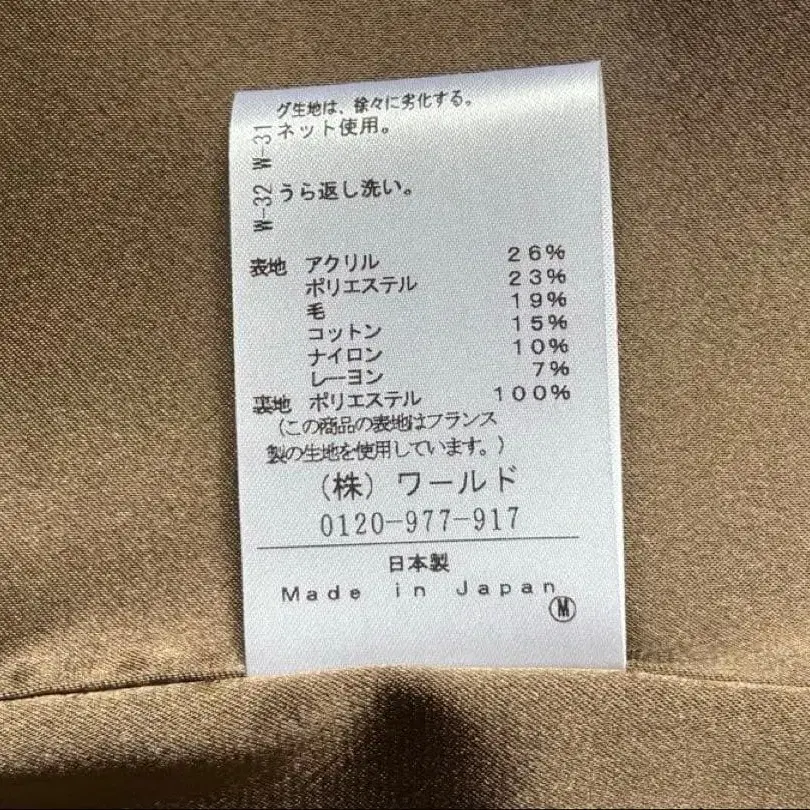 グ生地は、徐々に劣化する。
W-31 ネット使用。
W-32 うら返し洗い。
表地 アクリル 26%
ポリエステル 23%
毛 19%
コットン 15%
ナイロン 10%
レーヨン 7%
裏地 ポリエステル 100%
(この商品の表地はフランス
製の生地を使用しています。)
(株) ワールド
0120-977-917
日本製
Made in Japan
M